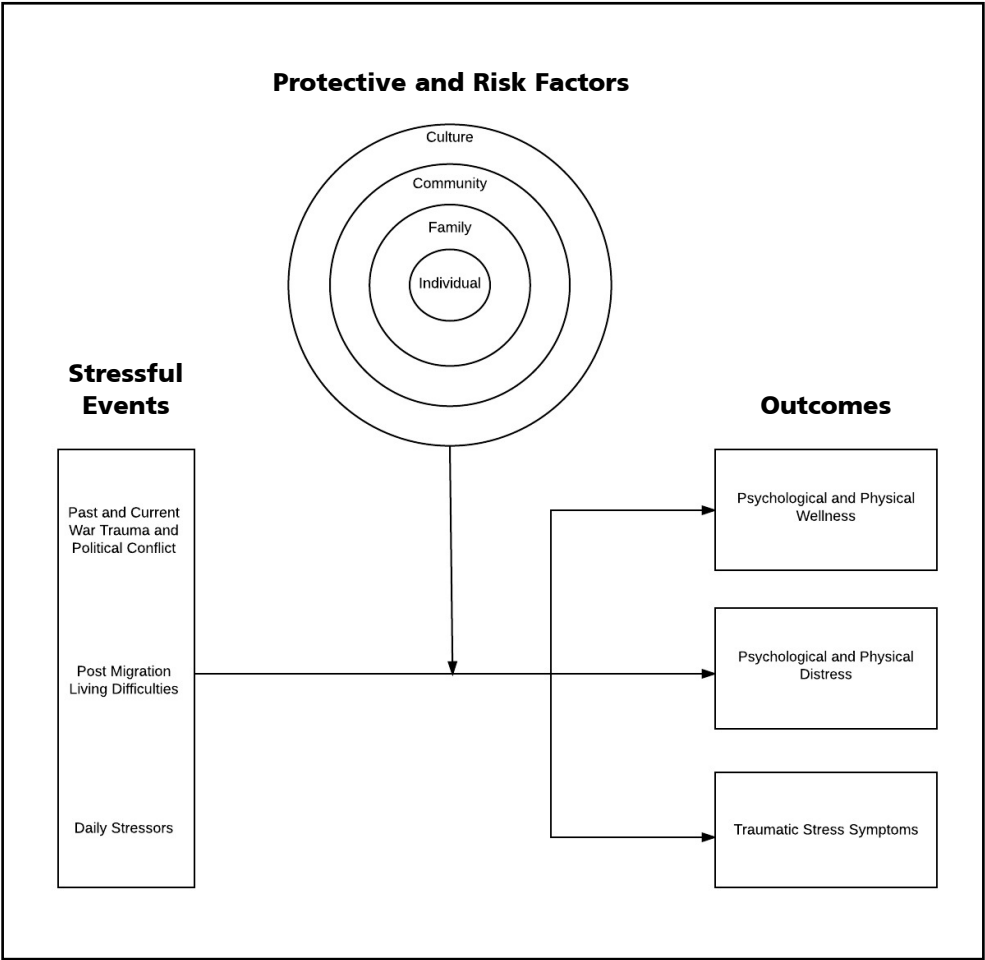 Protective and Risk Factors
Culture
Community
Family
Individual
Stressful
Events
Past and Current
War Trauma and
Political Conflict
Post Migration
Living Difficulties
Daily Stressors
Outcomes
Psychological and Physical
Wellness
Psychological and Physical
Distress
Traumatic Stress Symptoms